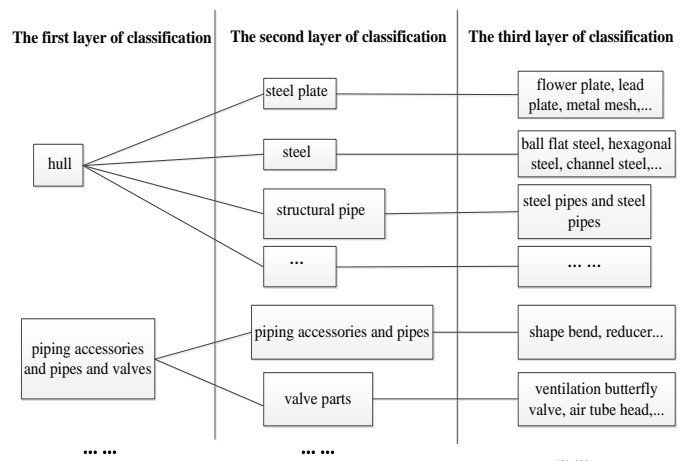 The first layer of classification
The second layer of classification
The third layer of classification
hull
steel plate
flower plate, lead
plate, metal mesh,...
steel
ball flat steel, hexagonal
steel, channel steel,...
structural pipe
steel pipes and steel
pipes
...
... ...
piping accessories
and pipes and valves
piping accessories and pipes
shape bend, reducer...
valve parts
ventilation butterfly
valve, air tube head,...
... ...
... ...
... ...